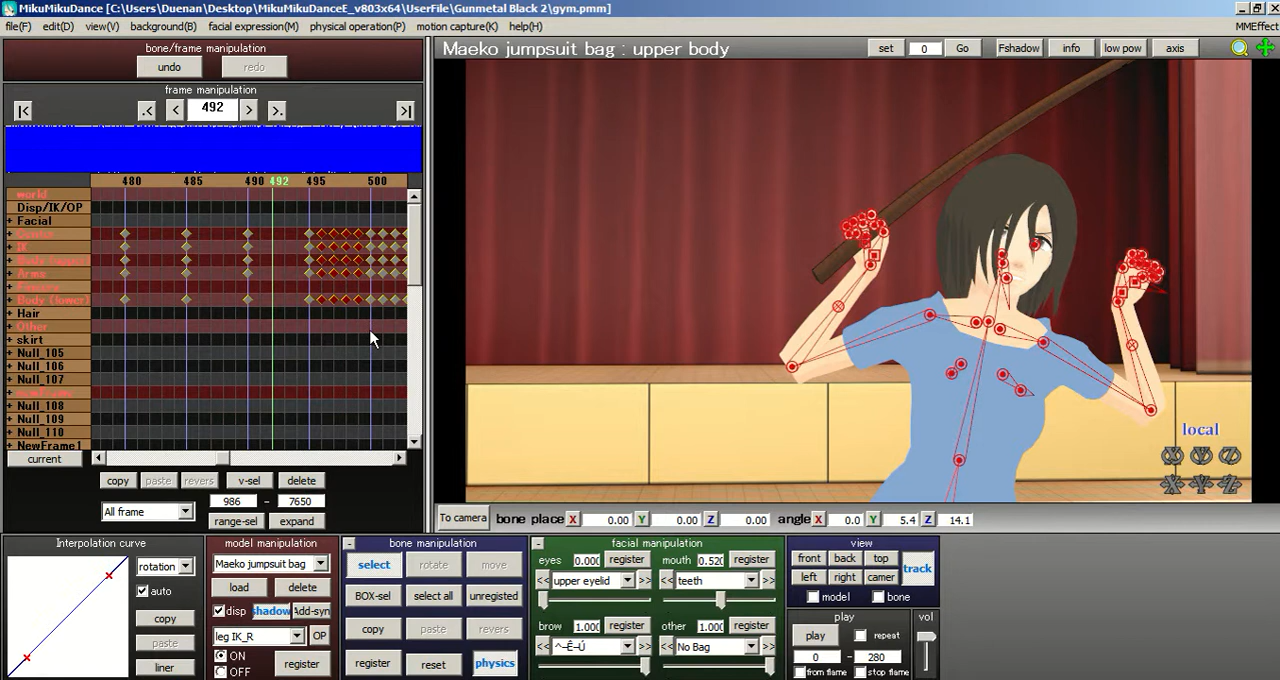 MikuMikuDance [C:\Users\Duenan\Desktop\MikuMikuDanceE_v803x64\UserFile\Gunmetal Black 2\gym.pmm]
file(F) edit(D) view(V) background(B) facial expression(M) physical operation(P) motion capture(K) help(H) MMEffect
bone/frame manipulation
undo redo
frame manipulation
|< .< < 492 > >. >|
480 485 490 492 495 500
world
Disp/IK/OP
+ Facial
+ Center
+ IK
+ Body (upper)
+ Arms
+ Fingers
+ Body (lower)
+ Hair
+ Other
+ skirt
+ Null_105
+ Null_106
+ Null_107
+ newFrame
+ Null_108
+ Null_109
+ Null_110
+ NewFrame1
current
copy paste revers v-sel delete
All frame 986 - 7650
range-sel expand
Maeko jumpsuit bag : upper body
set 0 Go Fshadow info low pow axis
local
X Y Z
X Y Z
To camera bone place X 0.00 Y 0.00 Z 0.00 angle X 0.0 Y 5.4 Z 14.1
Interpolation curve
rotation
auto
copy
paste
liner
model manipulation
Maeko jumpsuit bag
load delete
disp shadow Add-syn
leg IK_R OP
ON
OFF
register
- bone manipulation
select rotate move
BOX-sel select all unregisted
copy paste revers
register reset physics
- facial manipulation
eyes 0.000 register mouth 0.520 register
<< upper eyelid >> << teeth >>
brow 1.000 register other 1.000 register
<< ^-Ê-Ú >> << No Bag >>
view
front back top
left right camer
track
model bone
play
play repeat
0 - 280
from flame stop flame
vol